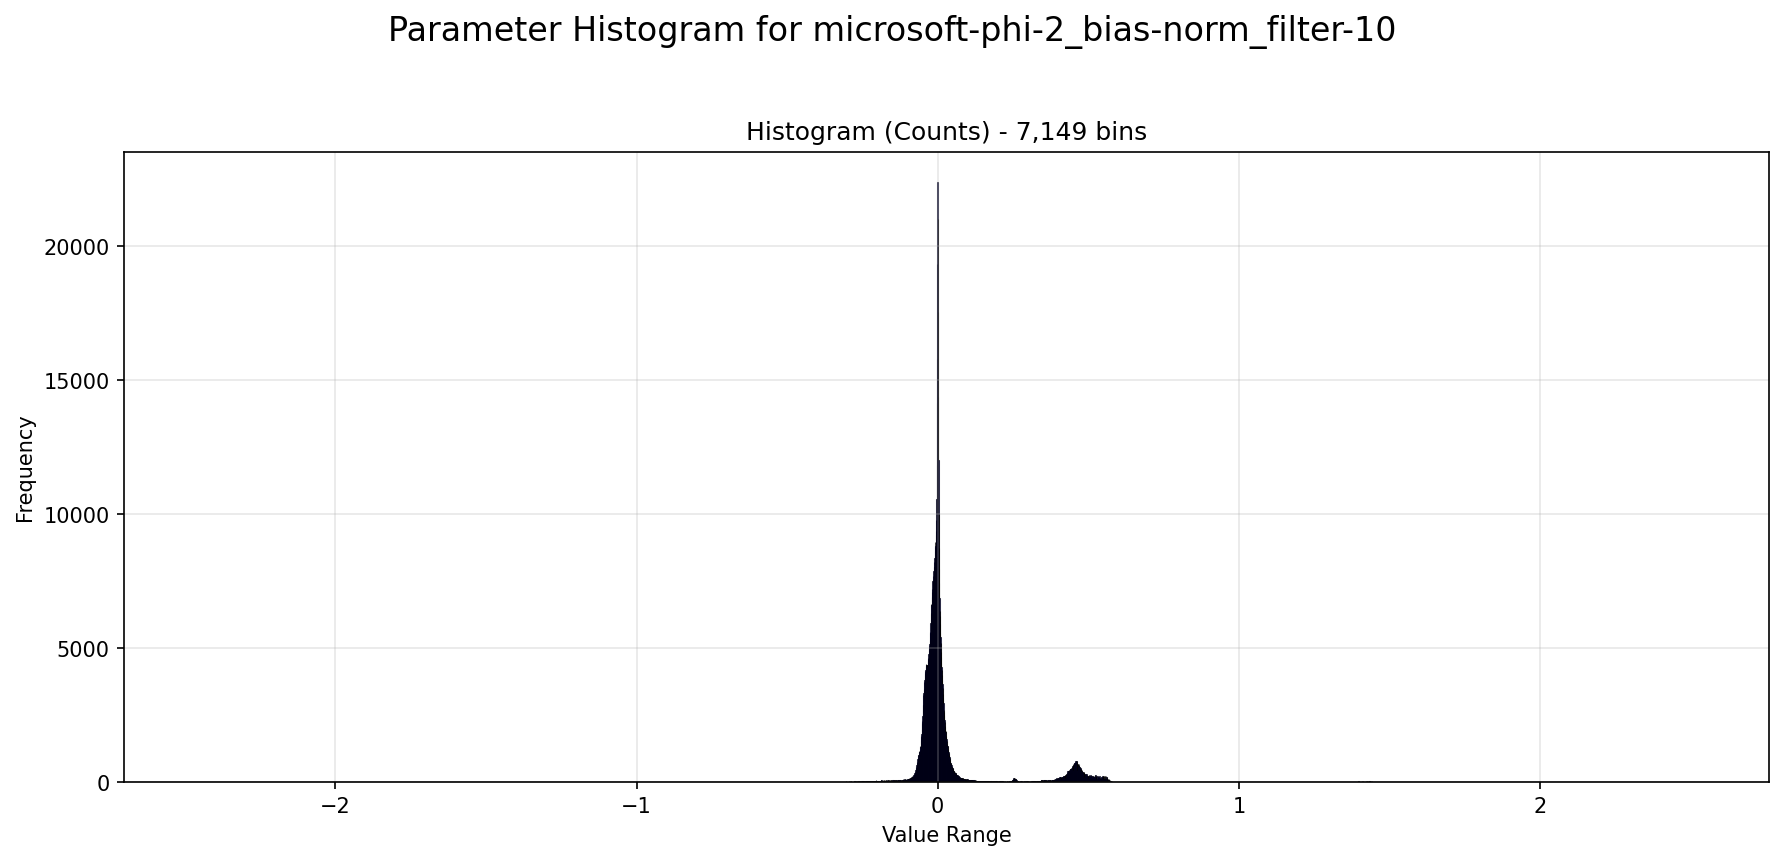 Parameter Histogram for microsoft-phi-2_bias-norm_filter-10
Histogram (Counts) - 7,149 bins
20000
15000
10000
5000
0
Frequency
−2
−1
0
1
2
Value Range